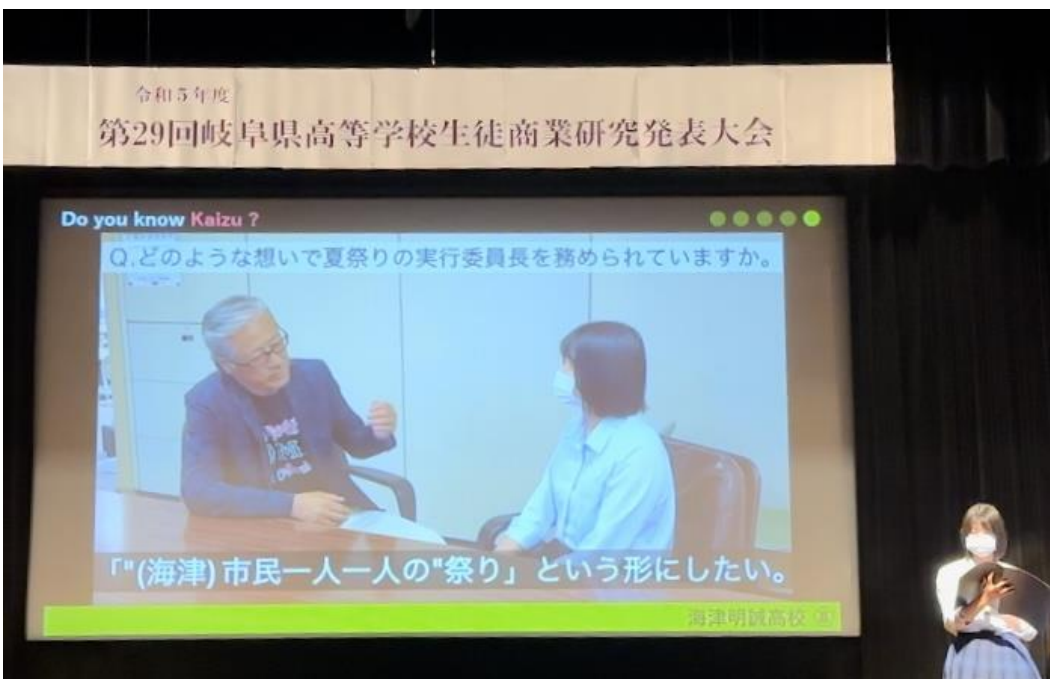 令和5年度
第29回岐阜県高等学校生徒商業研究発表大会
Do you know Kaizu ?
Q.どのような想いで夏祭りの実行委員長を務められていますか。
「"(海津)市民一人一人の"祭り」という形にしたい。
海津明誠高校